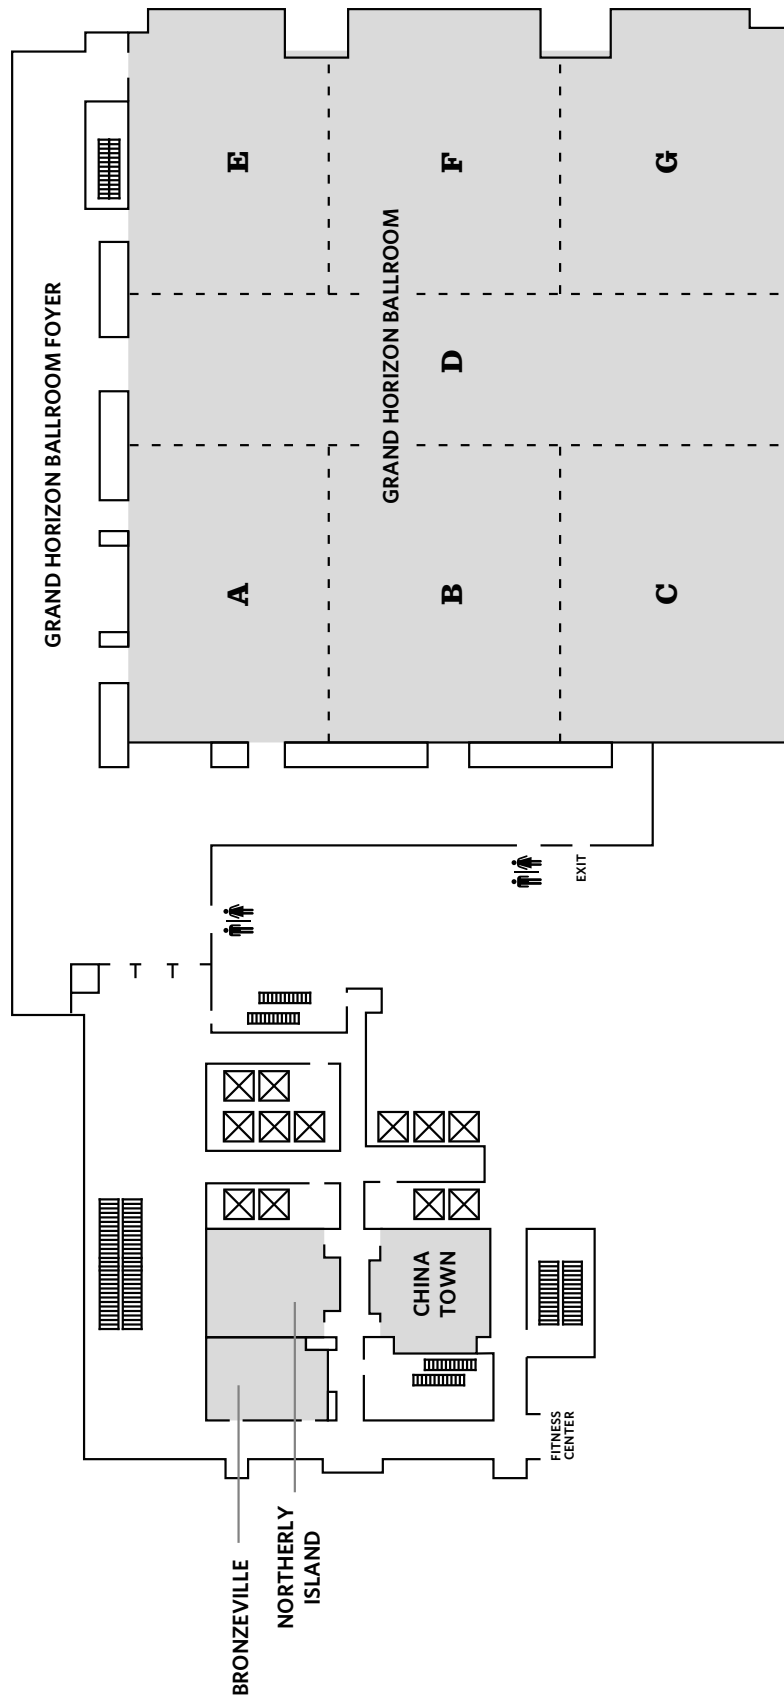 GRAND HORIZON BALLROOM FOYER
GRAND HORIZON BALLROOM
E
F
G
D
A
B
C
EXIT
CHINA
TOWN
FITNESS
CENTER
BRONZEVILLE
NORTHERLY
ISLAND